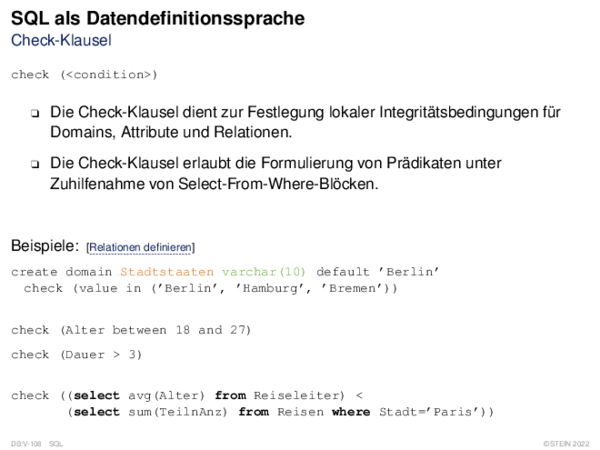 SQL als Datendefinitionssprache
Check-Klausel
check (<condition>)
❑ Die Check-Klausel dient zur Festlegung lokaler Integritätsbedingungen für
Domains, Attribute und Relationen.
❑ Die Check-Klausel erlaubt die Formulierung von Prädikaten unter
Zuhilfenahme von Select-From-Where-Blöcken.
Beispiele: [Relationen definieren]
create domain Stadtstaaten varchar(10) default ’Berlin’
check (value in (’Berlin’, ’Hamburg’, ’Bremen’))
check (Alter between 18 and 27)
check (Dauer > 3)
check ((select avg(Alter) from Reiseleiter) <
(select sum(TeilnAnz) from Reisen where Stadt=’Paris’))
DB:V-108 SQL ©STEIN 2022